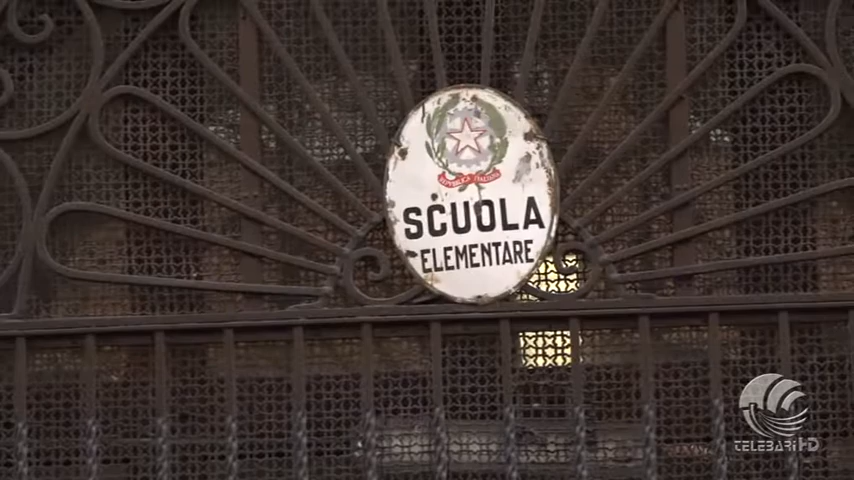 REPUBBLICA ITALIANA
SCUOLA
ELEMENTARE
TELEBARI HD